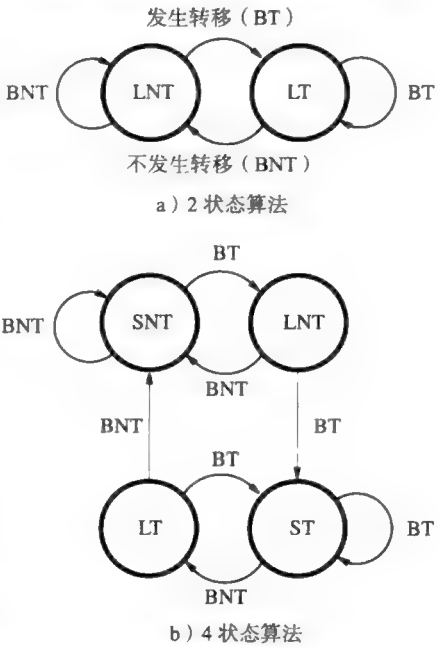 发生转移（BT）
BNT LNT LT BT
不发生转移（BNT）
a）2 状态算法
BT
BNT SNT LNT
BNT
BNT BT
BT
LT ST BT
BNT
b）4 状态算法